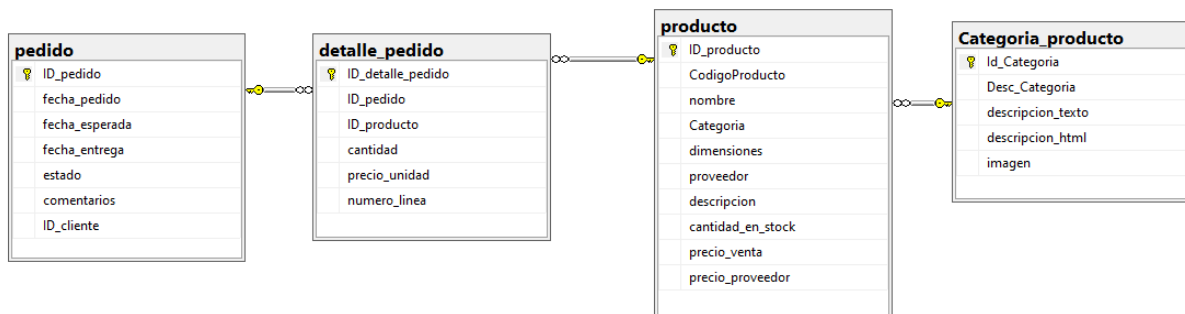 pedido
ID_pedido
fecha_pedido
fecha_esperada
fecha_entrega
estado
comentarios
ID_cliente
detalle_pedido
ID_detalle_pedido
ID_pedido
ID_producto
cantidad
precio_unidad
numero_linea
producto
ID_producto
CodigoProducto
nombre
Categoria
dimensiones
proveedor
descripcion
cantidad_en_stock
precio_venta
precio_proveedor
Categoria_producto
Id_Categoria
Desc_Categoria
descripcion_texto
descripcion_html
imagen